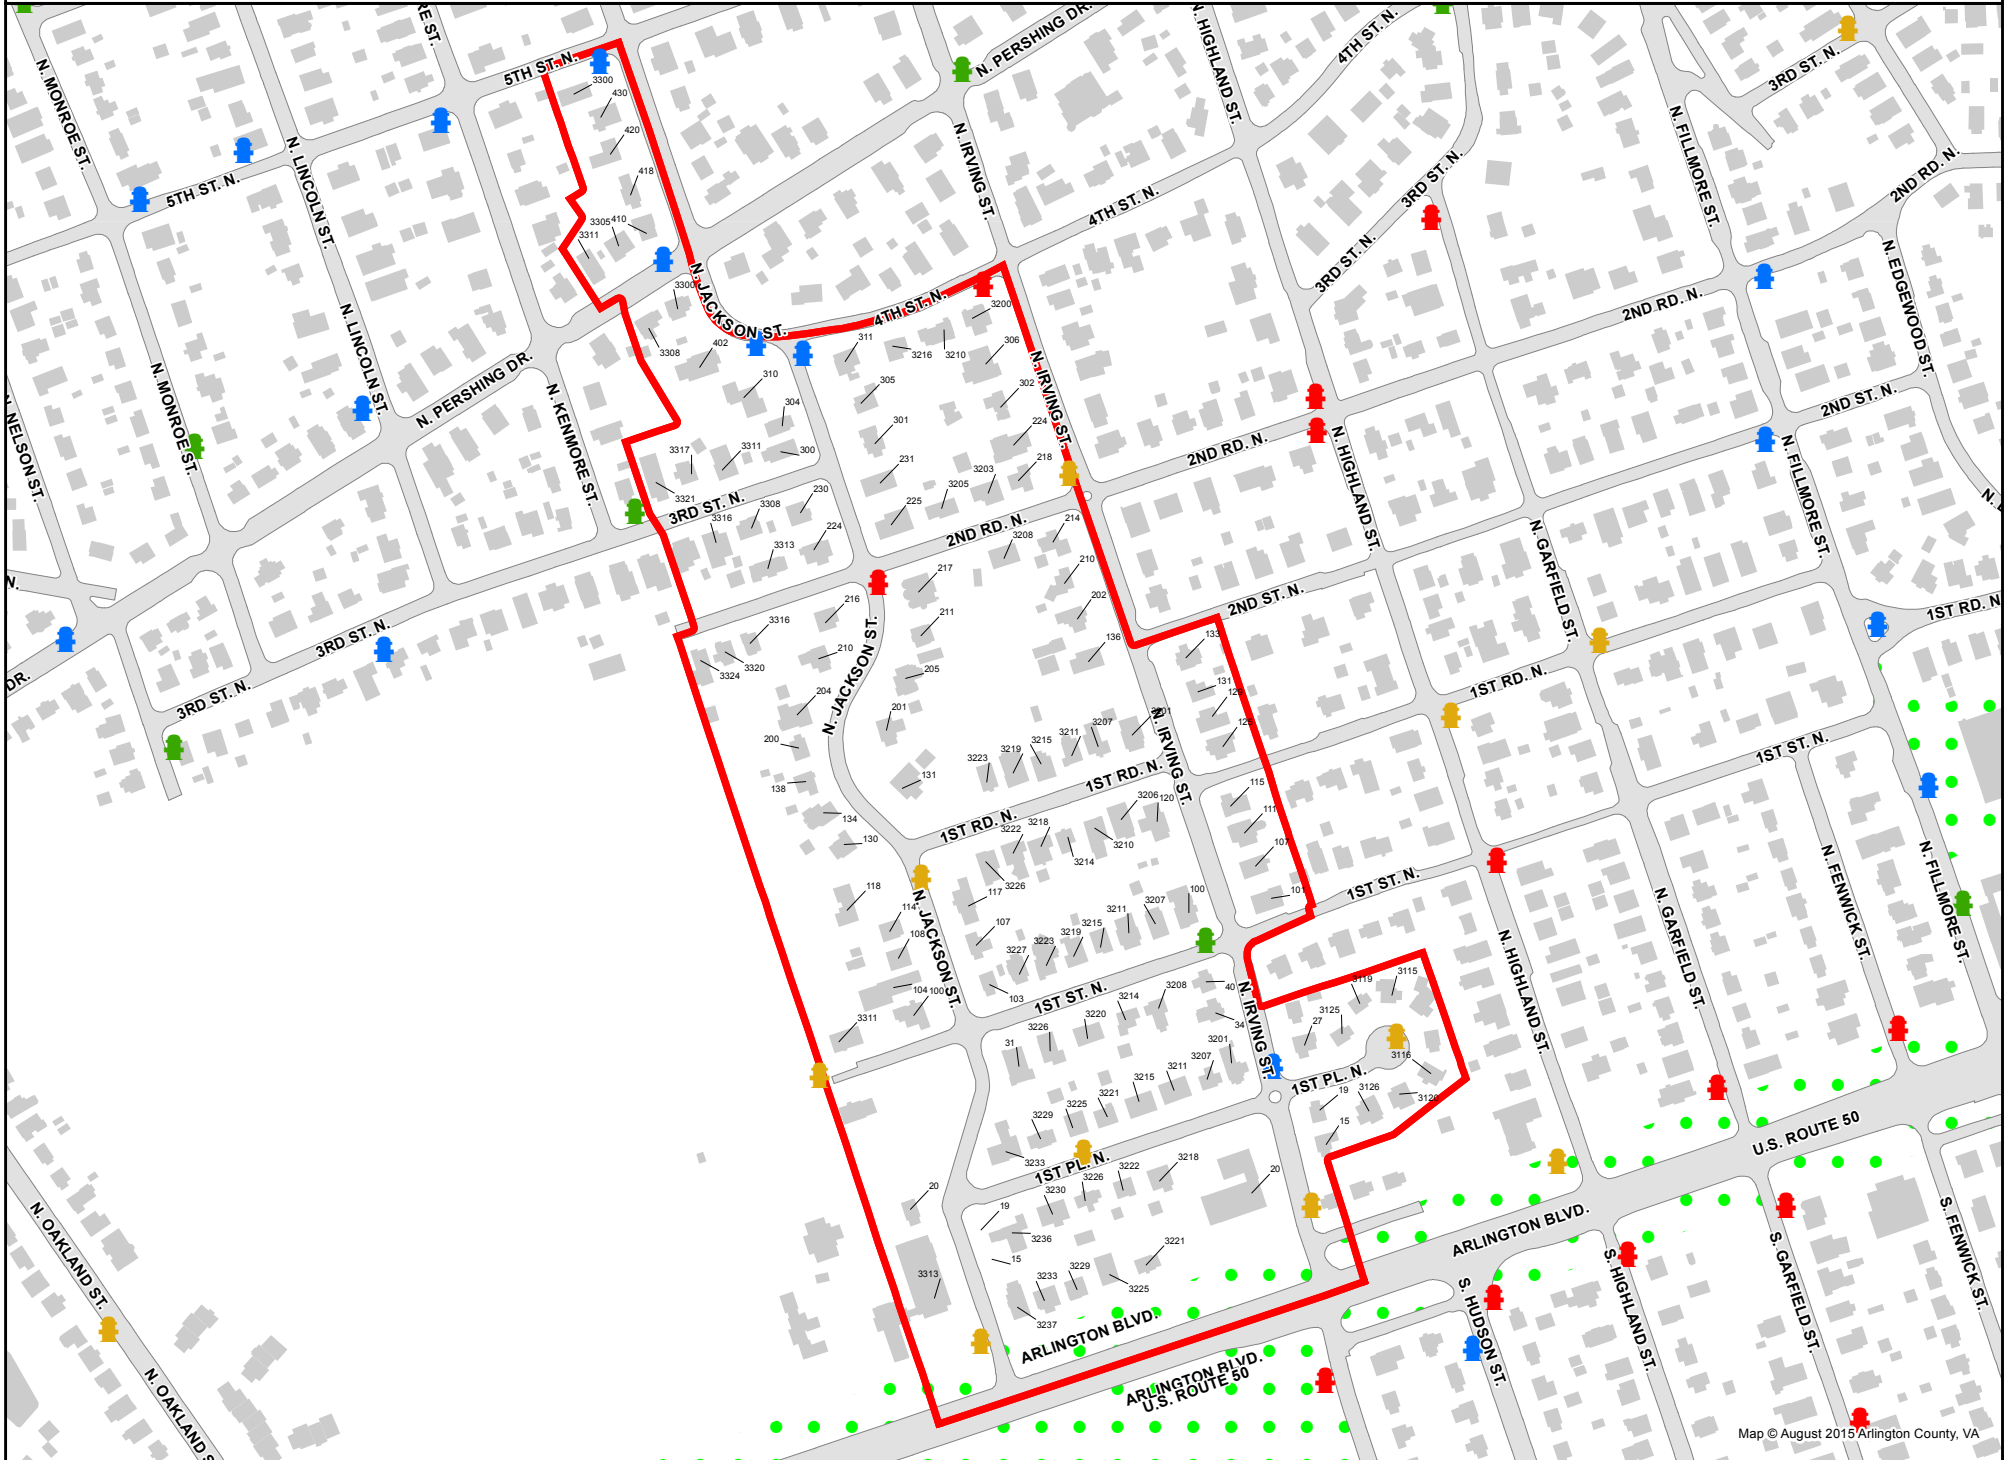 RE ST.
N. PERSHING DR.
N. HIGHLAND ST.
4TH ST. N.
3RD ST. N.
N. MONROE ST.
5TH ST. N.
3300
430
420
418
3305
410
3311
N. LINCOLN ST.
5TH ST. N.
N. IRVING ST.
4TH ST. N.
3RD ST. N.
3RD ST. N.
N. FILLMORE ST.
2ND RD. N.
N. EDGEWOOD ST.
2ND RD. N.
N. LINCOLN ST.
N. MONROE ST.
N. NELSON ST.
N. PERSHING DR.
N. KENMORE ST.
N. JACKSON ST.
4TH ST. N.
3300
3308
402
310
304
300
311
3216
3210
3200
306
305
302
301
224
231
3203
218
3205
225
N. IRVING ST.
3317
3311
3321
3RD ST. N.
3316
3308
230
224
3313
2ND RD. N.
2ND RD. N.
N. HIGHLAND ST.
2ND ST. N.
N. FILLMORE ST.
N. E
3208
214
210
202
136
217
211
205
201
216
3316
3320
3324
210
204
200
138
134
130
131
N. JACKSON ST.
2ND ST. N.
N. GARFIELD ST.
1ST RD. N
N.
3RD ST. N.
3RD ST. N.
DR.
133
131
129
125
3201
3207
3211
3215
3219
3223
1ST RD. N.
1ST RD. N.
1ST RD. N.
1ST ST. N.
N. IRVING ST.
115
111
107
101
3206
120
3210
3214
3218
3222
3226
117
107
103
118
114
108
104
100
3311
N. JACKSON ST.
100
3207
3211
3215
3219
3223
3227
1ST ST. N.
1ST ST. N.
N. HIGHLAND ST.
N. GARFIELD ST.
N. FENWICK ST.
N. FILLMORE ST.
40
34
3208
3214
3220
3226
31
3201
3207
3211
3215
3221
3225
3229
3233
N. IRVING ST.
3115
3119
3125
27
3116
3120
3126
19
15
1ST PL. N.
1ST PL. N.
3218
3222
3226
3230
3236
20
20
19
15
3221
3225
3229
3233
3237
3313
U.S. ROUTE 50
ARLINGTON BLVD.
ARLINGTON BLVD.
ARLINGTON BLVD.
U.S. ROUTE 50
S. HUDSON ST.
S. HIGHLAND ST.
S. GARFIELD ST.
S. FENWICK ST.
N. OAKLAND ST.
N. OAKLAND S
Map © August 2015 Arlington County, VA